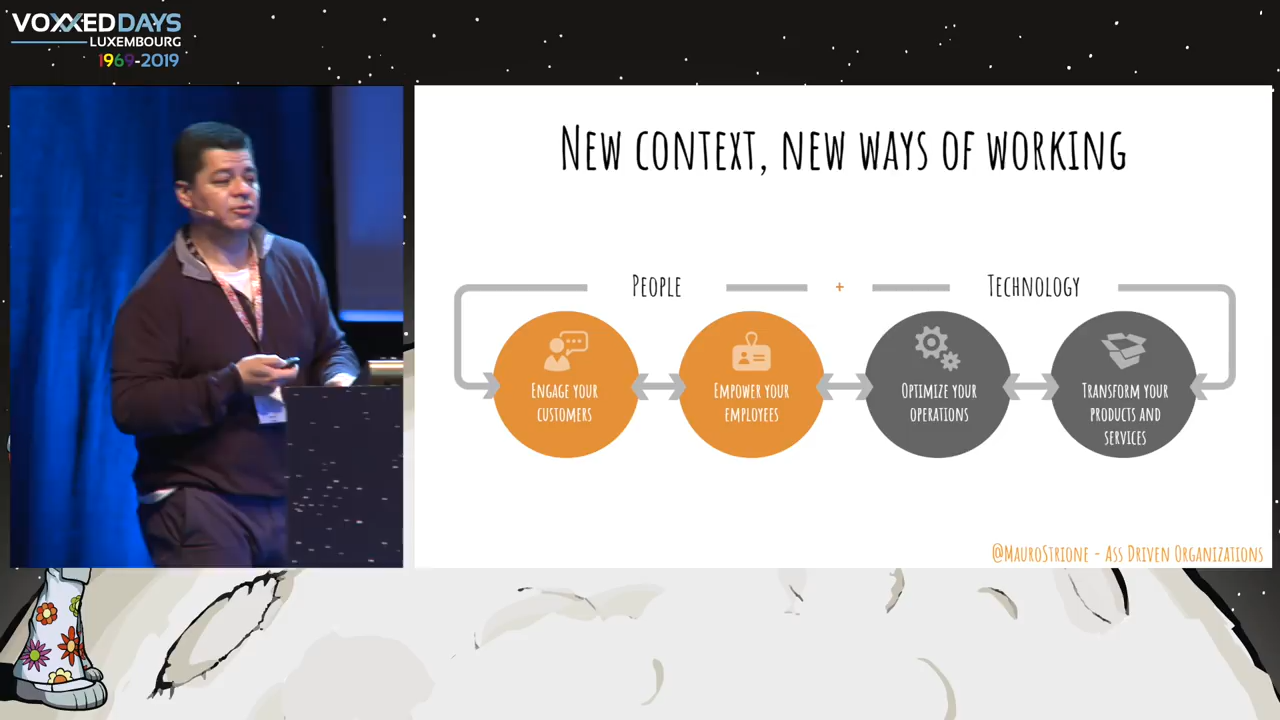 VOXXEDDAYS
LUXEMBOURG
1969-2019
New context, new ways of working
People + Technology
Engage your
customers
Empower your
employees
Optimize your
operations
Transform your
products and
services
@MauroStrione - Ass Driven Organizations